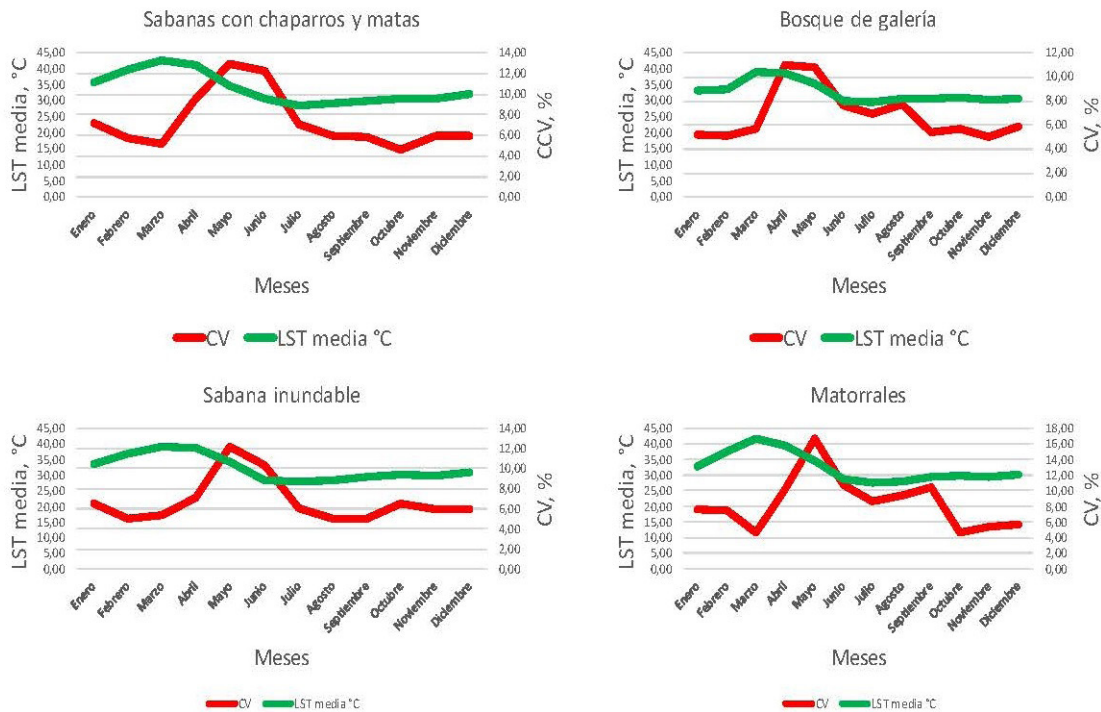 Sabanas con chaparros y matas
LST media, °C
45,00
40,00
35,00
30,00
25,00
20,00
15,00
10,00
5,00
0,00
14,00
12,00
10,00
8,00
6,00
4,00
2,00
0,00
CCV, %
Enero
Febrero
Marzo
Abril
Mayo
Junio
Julio
Agosto
Septiembre
Octubre
Noviembre
Diciembre
Meses
CV LST media °C
Bosque de galería
LST media, °C
45,00
40,00
35,00
30,00
25,00
20,00
15,00
10,00
5,00
0,00
12,00
10,00
8,00
6,00
4,00
2,00
0,00
CV, %
Enero
Febrero
Marzo
Abril
Mayo
Junio
Julio
Agosto
Septiembre
Octubre
Noviembre
Diciembre
Meses
CV LST media °C
Sabana inundable
LST media, °C
45,00
40,00
35,00
30,00
25,00
20,00
15,00
10,00
5,00
0,00
14,00
12,00
10,00
8,00
6,00
4,00
2,00
0,00
CV, %
Enero
Febrero
Marzo
Abril
Mayo
Junio
Julio
Agosto
Septiembre
Octubre
Noviembre
Diciembre
Meses
CV LST media °C
Matorrales
LST media, °C
45,00
40,00
35,00
30,00
25,00
20,00
15,00
10,00
5,00
0,00
18,00
16,00
14,00
12,00
10,00
8,00
6,00
4,00
2,00
0,00
CV, %
Enero
Febrero
Marzo
Abril
Mayo
Junio
Julio
Agosto
Septiembre
Octubre
Noviembre
Diciembre
Meses
CV LST media °C